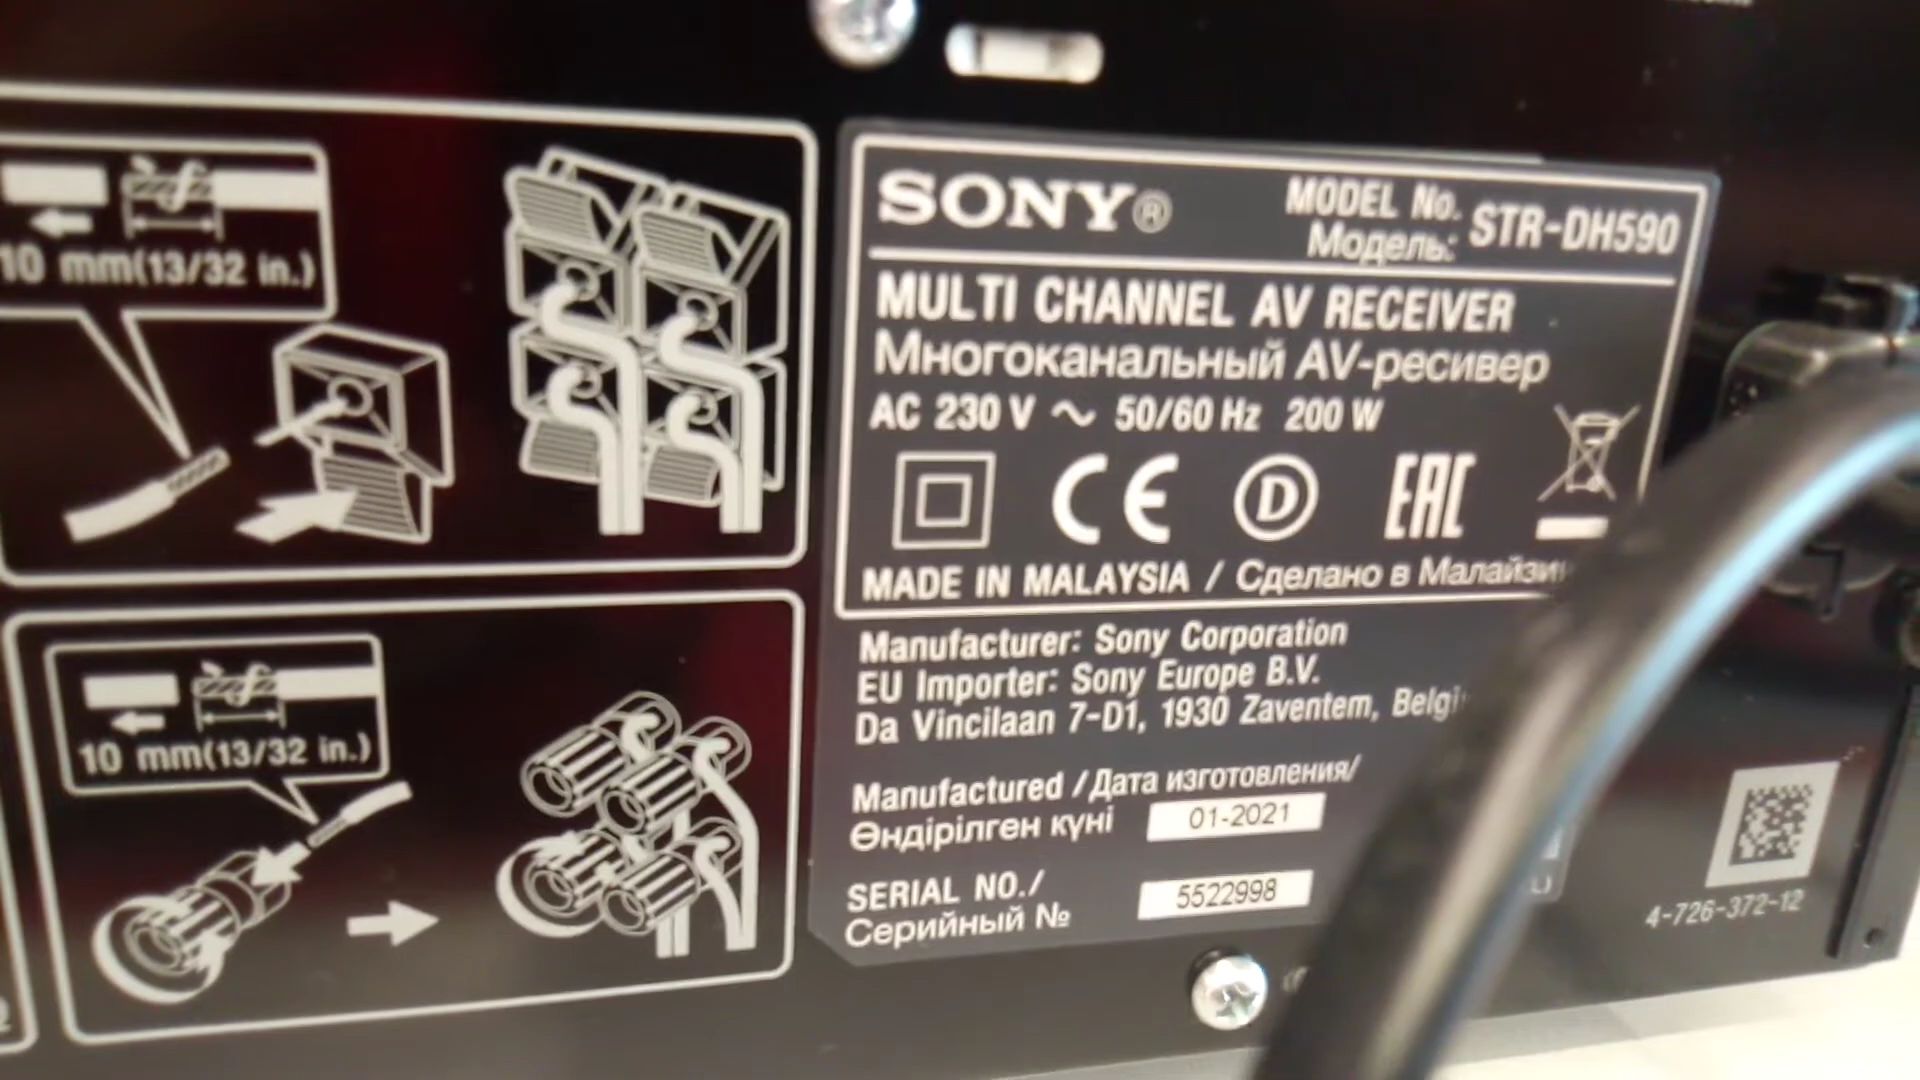 10 mm(13/32 in.)
10 mm(13/32 in.)
SONY®
MODEL No.
Модель:
STR-DH590
MULTI CHANNEL AV RECEIVER
Многоканальный AV-ресивер
AC 230 V ~ 50/60 Hz 200 W
CE D EAC
MADE IN MALAYSIA / Сделано в
Manufacturer: Sony Corporation
EU Importer: Sony Europe B.V.
Da Vincilaan 7-D1, 1930 Zaventem,
Manufactured /Дата изготовления/
Өндірілген күні 01-2021
SERIAL NO./
Серийный № 5522998
4-726-372-12